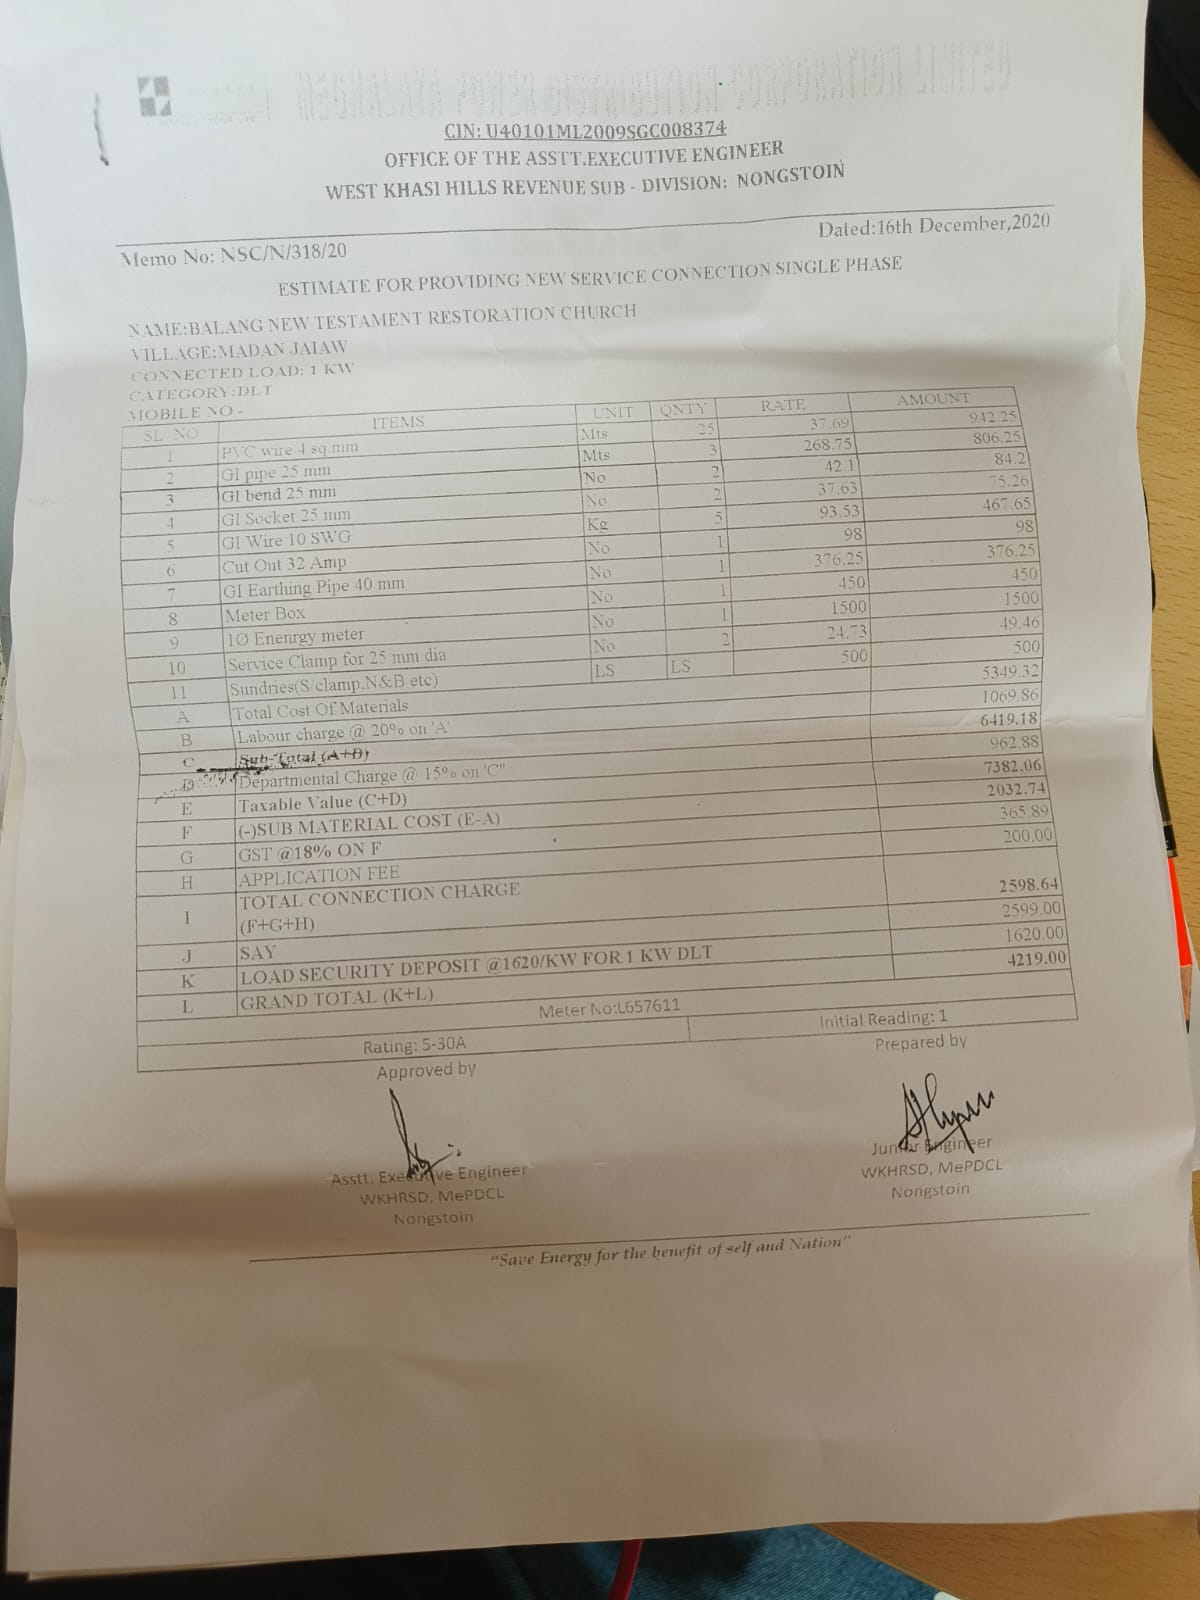 CIN: U40101ML2009SGC008374
OFFICE OF THE ASSTT.EXECUTIVE ENGINEER
WEST KHASI HILLS REVENUE SUB - DIVISION: NONGSTOIN
Memo No: NSC/N/318/20 Dated:16th December,2020
ESTIMATE FOR PROVIDING NEW SERVICE CONNECTION SINGLE PHASE
NAME:BALANG NEW TESTAMENT RESTORATION CHURCH
VILLAGE:MADAN JAIAW
CONNECTED LOAD: 1 KW
CATEGORY:DLT
MOBILE NO -
SL NO ITEMS UNIT QNTY RATE AMOUNT
1 PVC wire 4 sq.mm Mts 25 37.69 942.25
2 GI pipe 25 mm Mts 3 268.75 806.25
3 GI bend 25 mm No 2 42.1 84.2
4 GI Socket 25 mm No 2 37.63 75.26
5 GI Wire 10 SWG Kg 5 93.53 467.65
6 Cut Out 32 Amp No 1 98 98
7 GI Earthing Pipe 40 mm No 1 376.25 376.25
8 Meter Box No 1 450 450
9 1Ø Enenrgy meter No 1 1500 1500
10 Service Clamp for 25 mm dia No 2 24.73 49.46
11 Sundries(S/clamp,N&B etc) LS LS 500 500
A Total Cost Of Materials 5349.32
B Labour charge @ 20% on 'A' 1069.86
C Sub-Total (A+B) 6419.18
D Departmental Charge @ 15% on 'C" 962.88
E Taxable Value (C+D) 7382.06
F (-)SUB MATERIAL COST (E-A) 2032.74
G GST @18% ON F 365.89
H APPLICATION FEE 200.00
I TOTAL CONNECTION CHARGE
(F+G+H) 2598.64
J SAY 2599.00
K LOAD SECURITY DEPOSIT @1620/KW FOR 1 KW DLT 1620.00
L GRAND TOTAL (K+L) 4219.00
Meter No:L657611
Rating: 5-30A Initial Reading: 1
Approved by Prepared by
Asstt. Executive Engineer Junior Engineer
WKHRSD, MePDCL WKHRSD, MePDCL
Nongstoin Nongstoin
"Save Energy for the benefit of self and Nation"